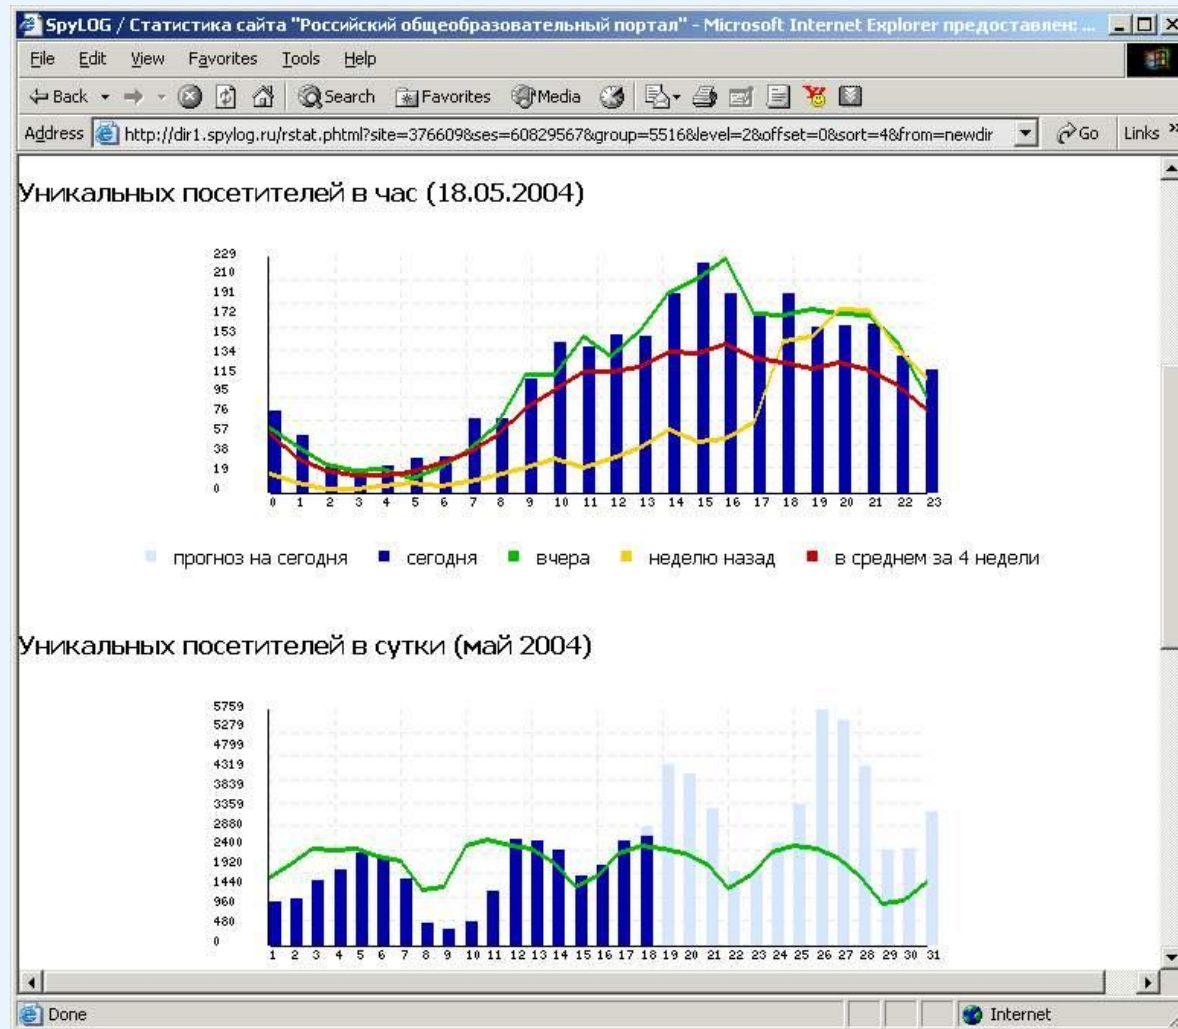 SpyLOG / Статистика сайта "Российский общеобразовательный портал" - Microsoft Internet Explorer предоставлен: ...
File Edit View Favorites Tools Help
Back Search Favorites Media
Address http://dir1.spylog.ru/rstat.phtml?site=376609&ses=608295678&group=5516&level=2&offset=0&sort=4&from=newdir Go Links »
Уникальных посетителей в час (18.05.2004)
229
210
191
172
153
134
115
95
76
57
38
19
0
0 1 2 3 4 5 6 7 8 9 10 11 12 13 14 15 16 17 18 19 20 21 22 23
прогноз на сегодня сегодня вчера неделю назад в среднем за 4 недели
Уникальных посетителей в сутки (май 2004)
5759
5279
4799
4319
3839
3359
2880
2400
1920
1440
960
480
0
1 2 3 4 5 6 7 8 9 10 11 12 13 14 15 16 17 18 19 20 21 22 23 24 25 26 27 28 29 30 31
Done Internet